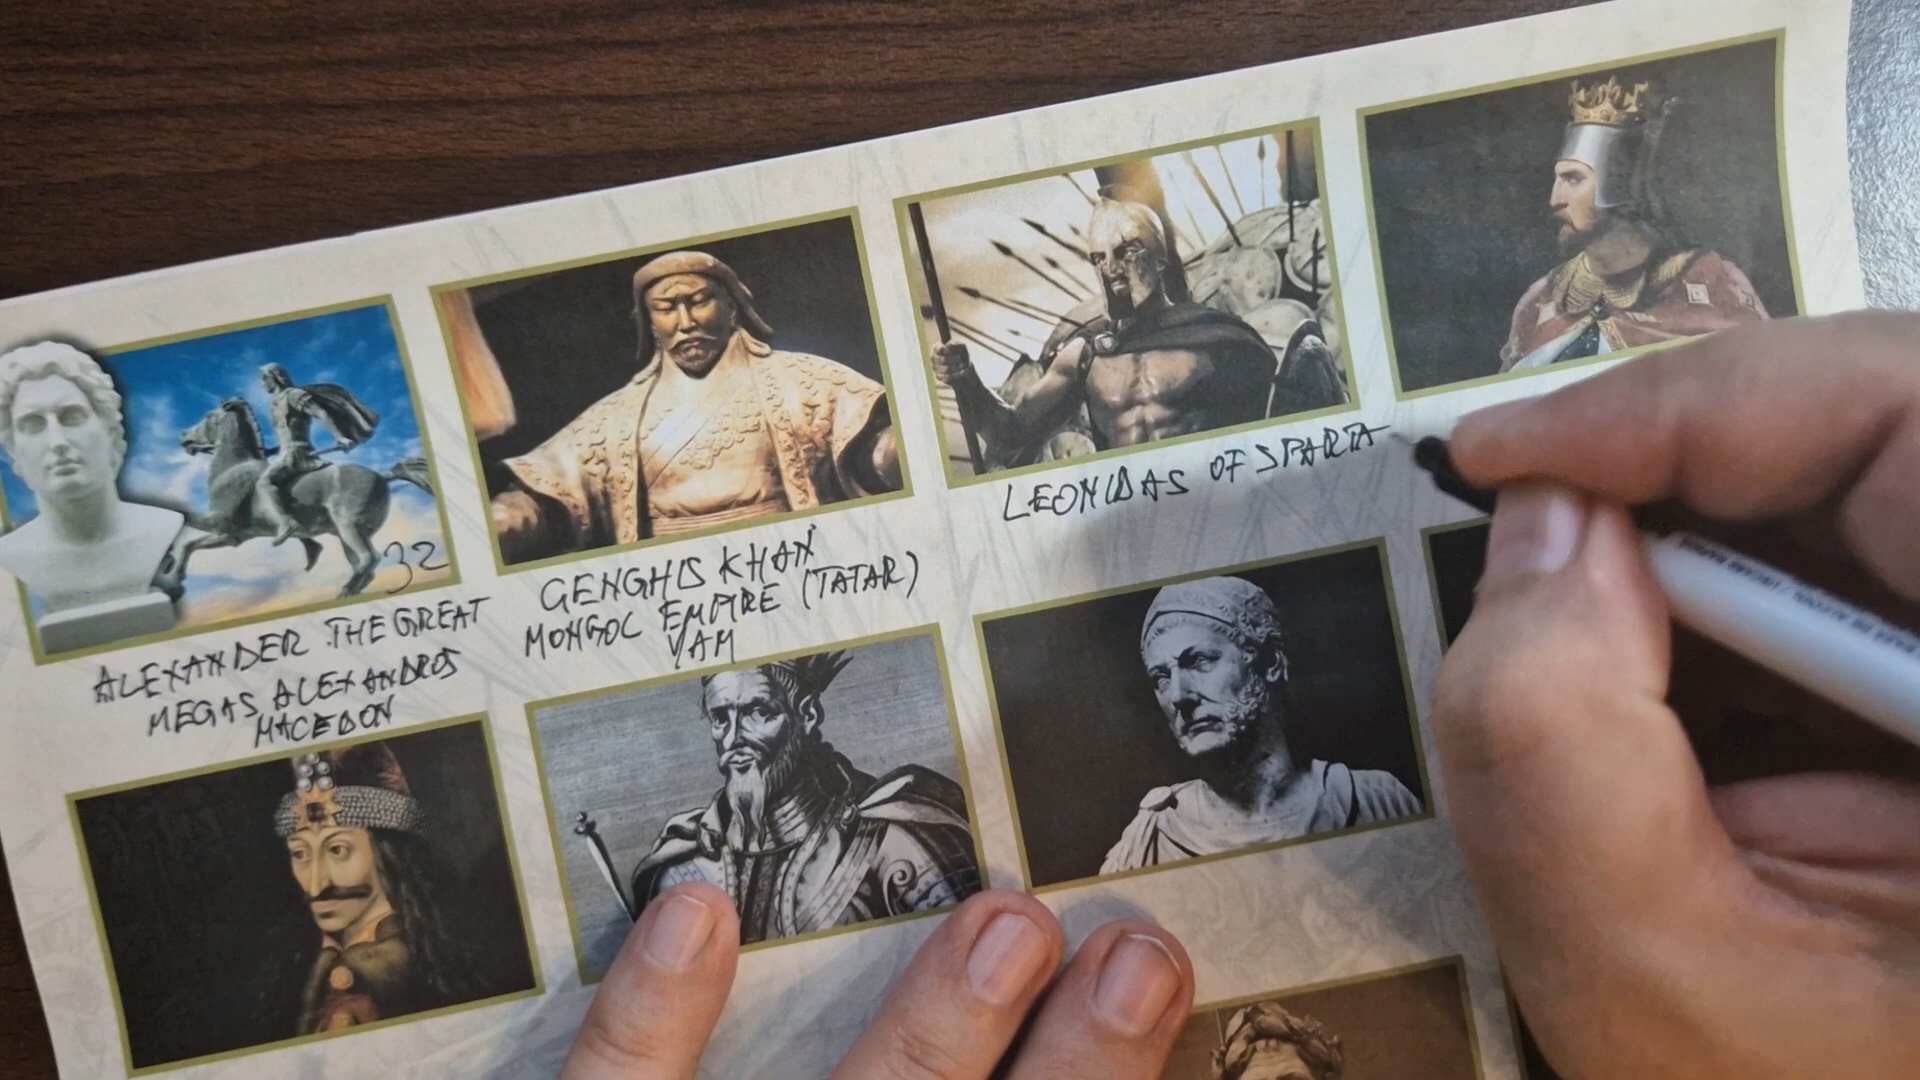 32
ALEXANDER THE GREAT
MEGAS ALEXANDROS
MACEDON
GENGHIS KHAN
MONGOL EMPIRE (TATAR)
YAM
LEONIDAS OF SPARTA